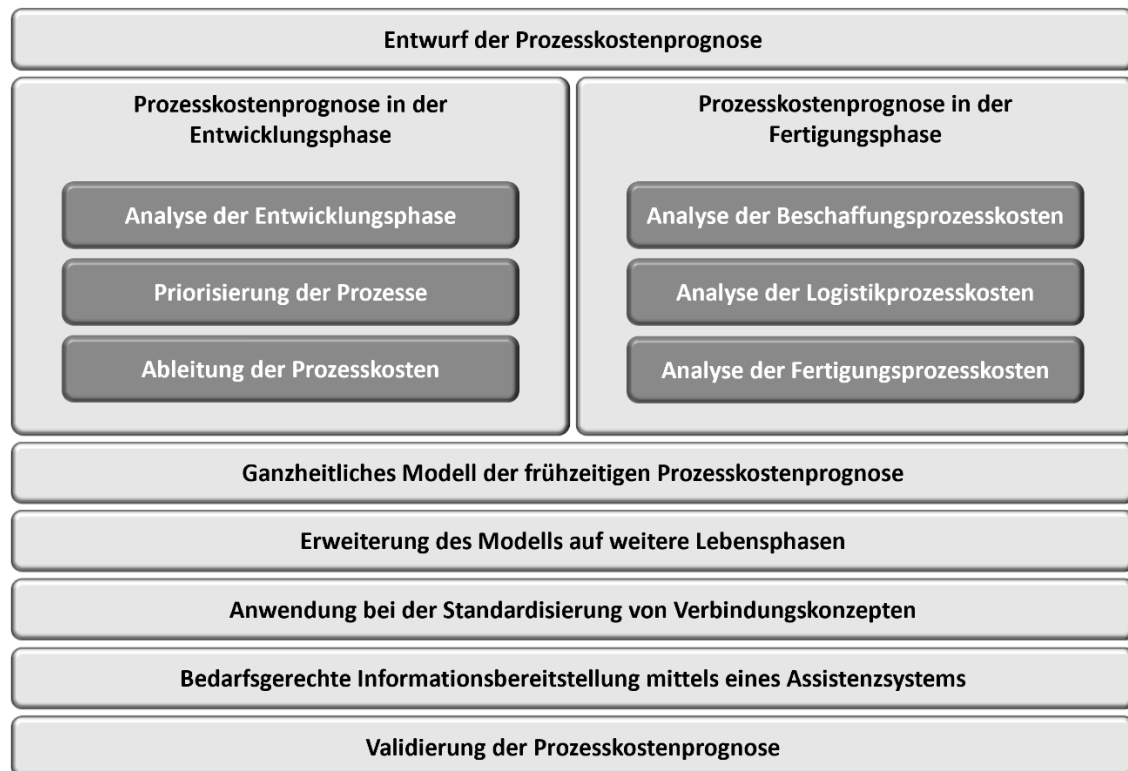 Entwurf der Prozesskostenprognose
Prozesskostenprognose in der
Entwicklungsphase
Analyse der Entwicklungsphase
Priorisierung der Prozesse
Ableitung der Prozesskosten
Prozesskostenprognose in der
Fertigungsphase
Analyse der Beschaffungsprozesskosten
Analyse der Logistikprozesskosten
Analyse der Fertigungsprozesskosten
Ganzheitliches Modell der frühzeitigen Prozesskostenprognose
Erweiterung des Modells auf weitere Lebensphasen
Anwendung bei der Standardisierung von Verbindungskonzepten
Bedarfsgerechte Informationsbereitstellung mittels eines Assistenzsystems
Validierung der Prozesskostenprognose